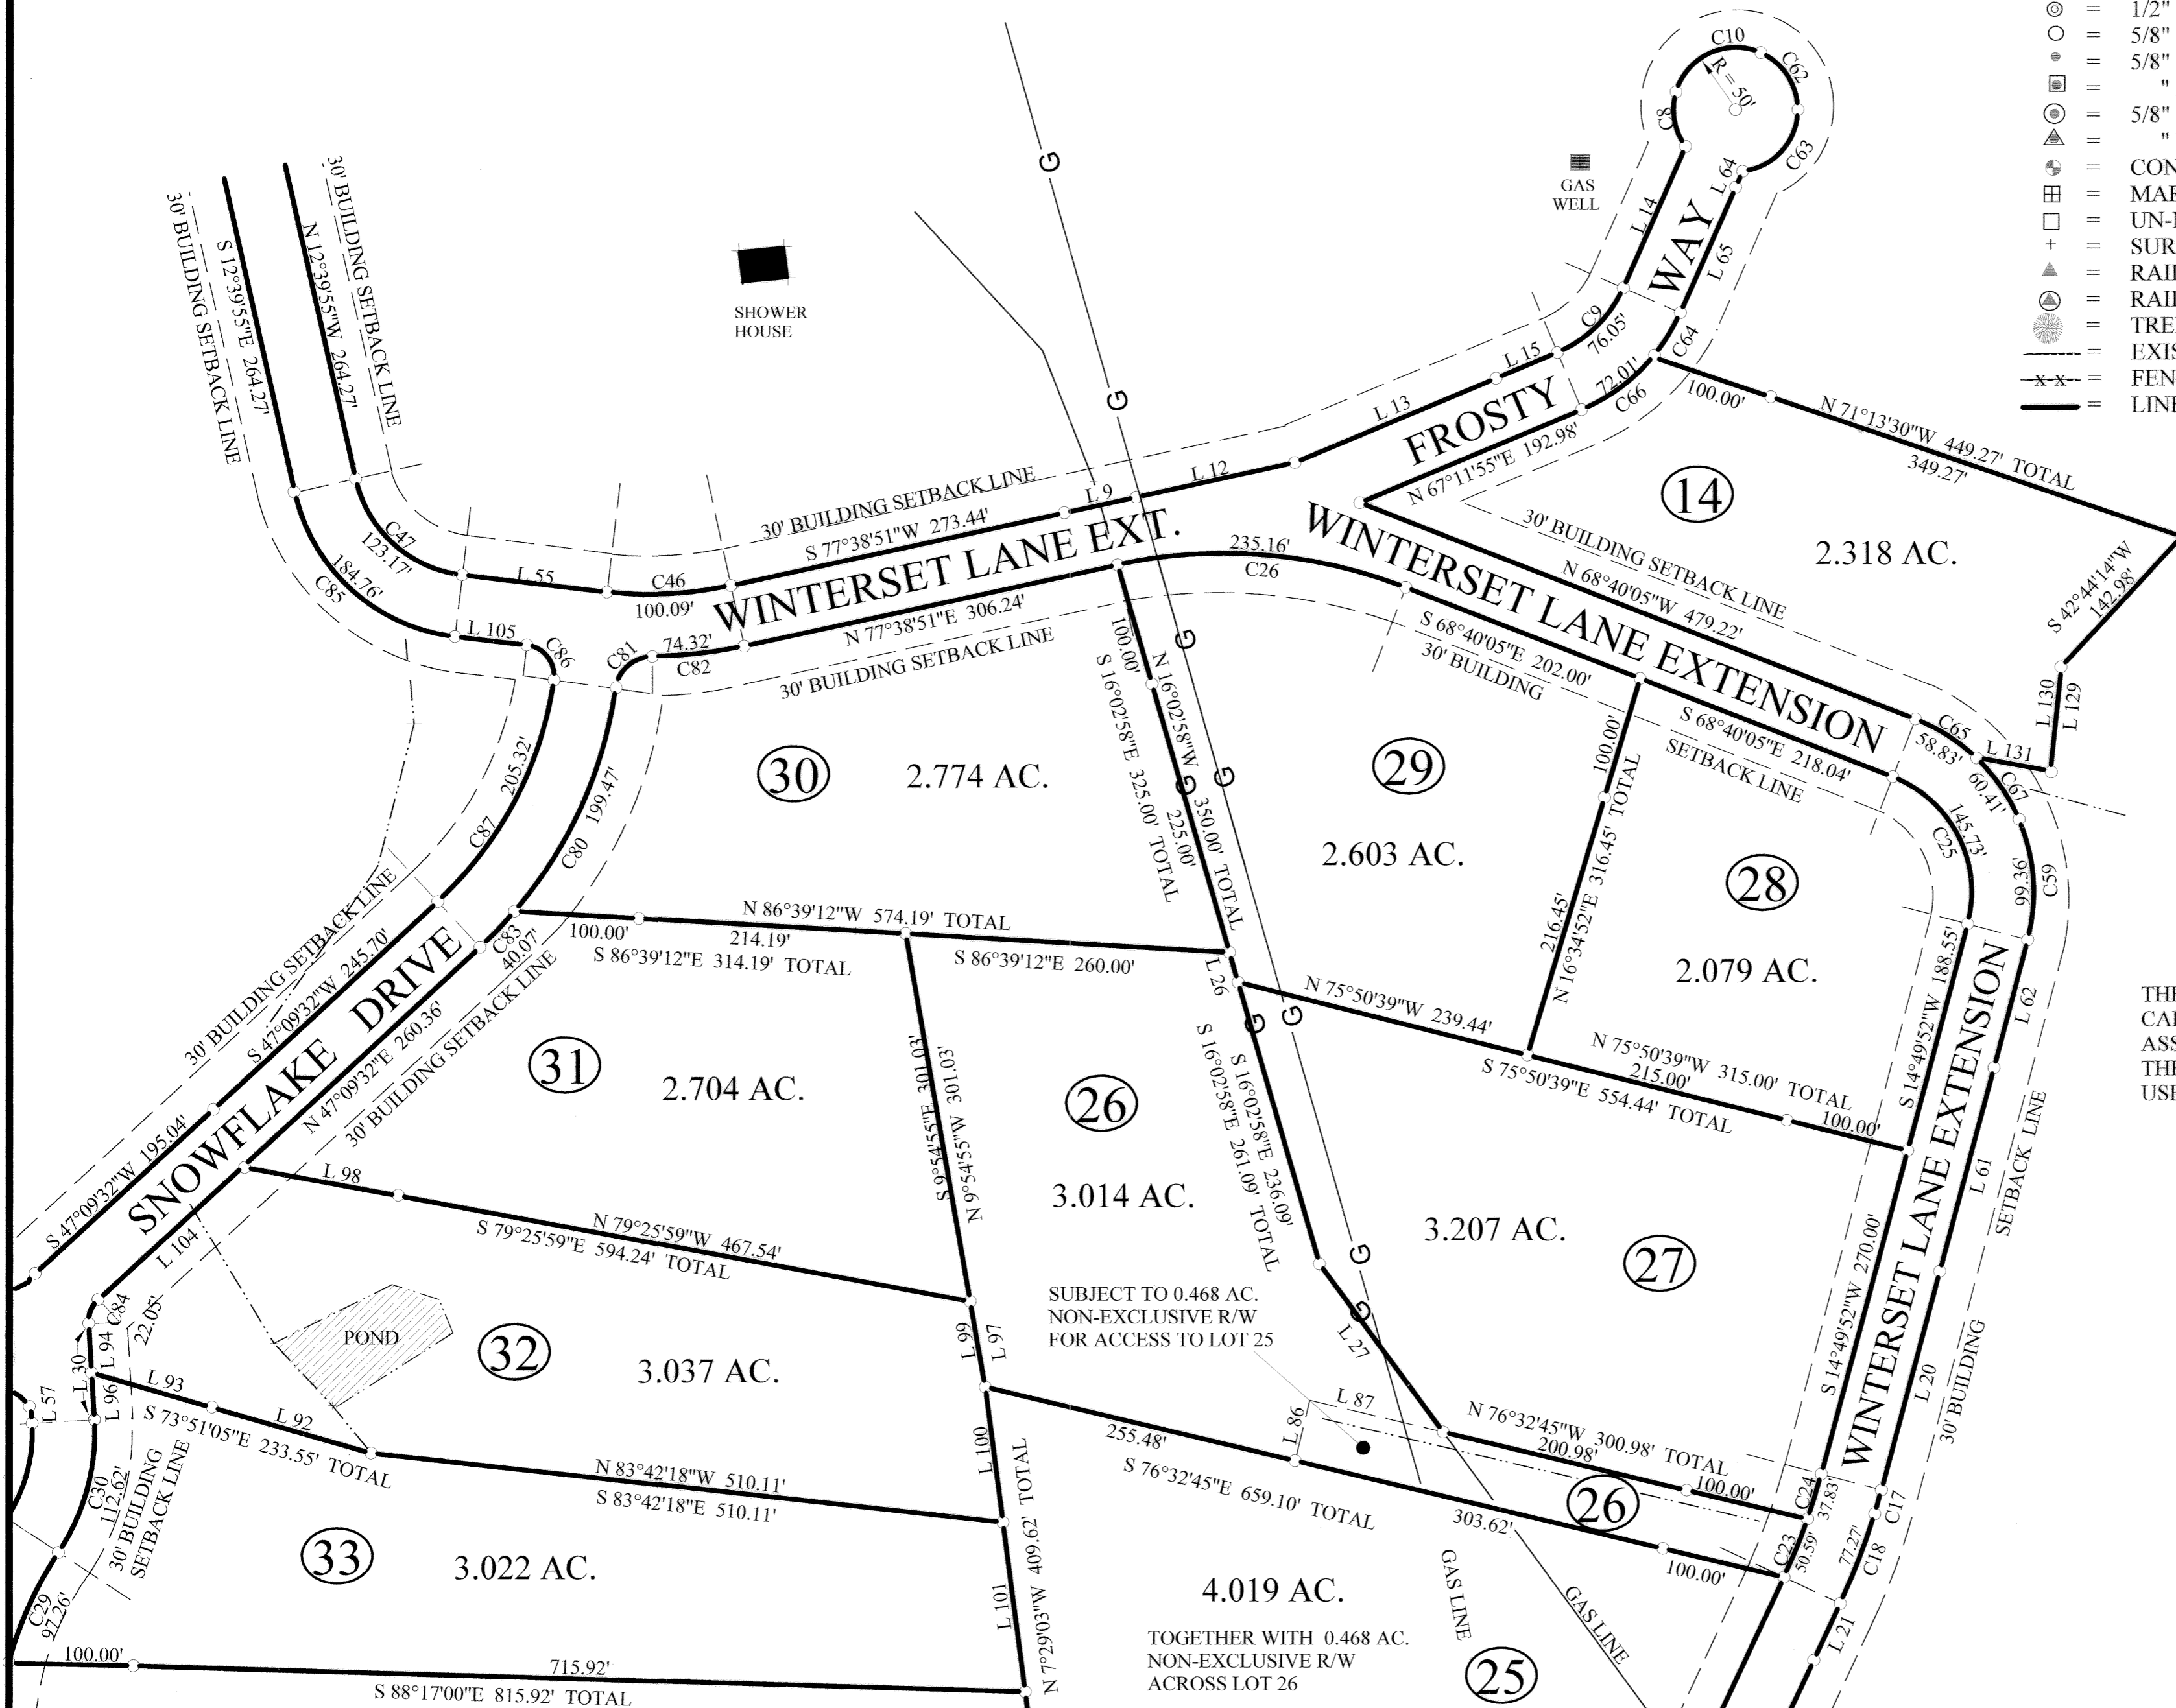 C10
C62
R = 50'
C8
C63
L 64
L 14
WAY
L 65
GAS
WELL
C9
76.05'
C64
L 15
72.01'
C66
L 13
FROSTY
N 67°11'55"E 192.98'
100.00'
N 71°13'30"W 449.27' TOTAL
349.27'
14
2.318 AC.
S 42°44'14"W
142.98'
L 130
L 129
L 131
◎ = 1/2"
○ = 5/8"
= 5/8"
= "
= 5/8"
= "
= CON
= MAR
□ =
+ = SUR
= RAI
= RAI
= TRE
= EXIS
-X-X- = FEN
= LINE
30' BUILDING SETBACK LINE
S 12°39'55"E 264.27'
N 12°39'55"W 264.27'
30' BUILDING SETBACK LINE
SHOWER
HOUSE
G
G
C47
123.17'
184.76'
C85
L 55
C46
100.09'
L 105
C86
C81
74.32'
C82
30' BUILDING SETBACK LINE
S 77°38'51"W 273.44'
L 9
L 12
WINTERSET LANE EXT.
N 77°38'51"E 306.24'
30' BUILDING SETBACK LINE
235.16'
C26
WINTERSET LANE EXTENSION
30' BUILDING SETBACK LINE
N 68°40'05"W 479.22'
S 68°40'05"E 202.00'
30' BUILDING
S 68°40'05"E 218.04'
SETBACK LINE
C65
58.83'
C67
60.41'
145.73'
C25
99.36'
C59
G
G
G
100.00'
S 16°02'58"E 325.00' TOTAL
225.00'
N 16°02'58"W 350.00' TOTAL
30
2.774 AC.
29
2.603 AC.
100.00'
216.45'
N 16°34'52"E 316.45' TOTAL
28
2.079 AC.
C87 205.32'
C80 199.47'
N 86°39'12"W 574.19' TOTAL
100.00'
214.19'
S 86°39'12"E 314.19' TOTAL
S 86°39'12"E 260.00'
C83
40.07'
L 26
G
G
30' BUILDING SETBACK LINE
S 47°09'32"W 245.70'
SNOWFLAKE DRIVE
N 47°09'32"E 260.36'
30' BUILDING SETBACK LINE
S 47°09'32"W 195.04'
L 104
31
2.704 AC.
S 9°54'55"E 301.03'
N 9°54'55"W 301.03'
26
3.014 AC.
S 16°02'58"E 261.09' TOTAL
S 16°02'58"E 236.09'
N 75°50'39"W 239.44'
N 75°50'39"W 315.00' TOTAL
215.00'
100.00'
S 75°50'39"E 554.44' TOTAL
S 14°49'52"W 188.55'
WINTERSET LANE EXTENSION
L 62
L 61
SETBACK LINE
THE
CAL
ASS
THE
USE
3.207 AC.
27
S 14°49'52"W 270.00'
L 20
30' BUILDING
L 98
N 79°25'59"W 467.54'
S 79°25'59"E 594.24' TOTAL
C84
22.05'
L 94
L 30
L 96
L 57
L 93
L 92
S 73°51'05"E 233.55' TOTAL
POND
32
3.037 AC.
L 99
L 97
SUBJECT TO 0.468 AC.
NON-EXCLUSIVE R/W
FOR ACCESS TO LOT 25
G
G
L 27
L 87
L 86
255.48'
S 76°32'45"E 659.10' TOTAL
N 76°32'45"W 300.98' TOTAL
200.98'
100.00'
26
303.62'
100.00'
C24
37.83'
C17
C23
50.59'
77.27'
C18
L 21
N 83°42'18"W 510.11'
S 83°42'18"E 510.11'
L 100
L 101
N 7°29'03"W 409.62' TOTAL
C30
112.62'
30' BUILDING
SETBACK LINE
C29
97.26'
33
3.022 AC.
100.00'
715.92'
S 88°17'00"E 815.92' TOTAL
4.019 AC.
TOGETHER WITH 0.468 AC.
NON-EXCLUSIVE R/W
ACROSS LOT 26
25
GAS LINE
GAS LINE